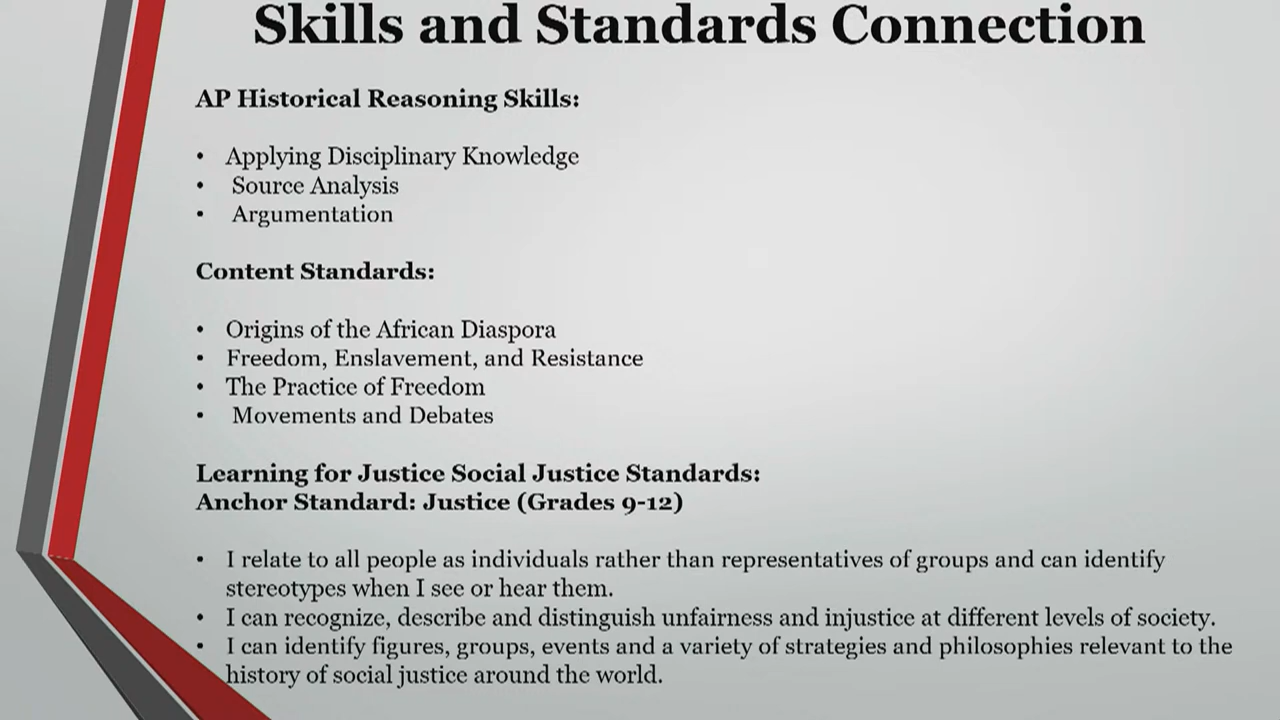 Skills and Standards Connection
AP Historical Reasoning Skills:
• Applying Disciplinary Knowledge
• Source Analysis
• Argumentation
Content Standards:
• Origins of the African Diaspora
• Freedom, Enslavement, and Resistance
• The Practice of Freedom
• Movements and Debates
Learning for Justice Social Justice Standards:
Anchor Standard: Justice (Grades 9-12)
• I relate to all people as individuals rather than representatives of groups and can identify
stereotypes when I see or hear them.
• I can recognize, describe and distinguish unfairness and injustice at different levels of society.
• I can identify figures, groups, events and a variety of strategies and philosophies relevant to the
history of social justice around the world.